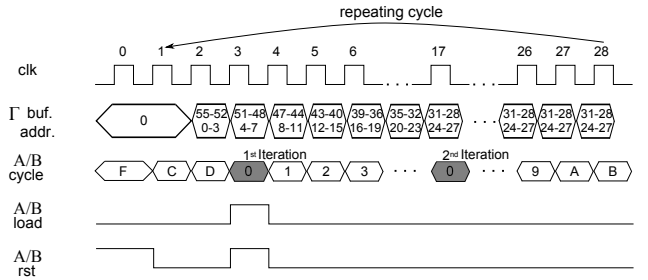 repeating cycle
0 1 2 3 4 5 6 17 26 27 28
clk
55-52 51-48 47-44 43-40 39-36 35-32 31-28 31-28 31-28 31-28
Γ buf. addr. 0 0-3 4-7 8-11 12-15 16-19 20-23 24-27 24-27 24-27 24-27
1st Iteration 2nd Iteration
A/B cycle F C D 0 1 2 3 · · · 0 · · · 9 A B
A/B load
A/B rst